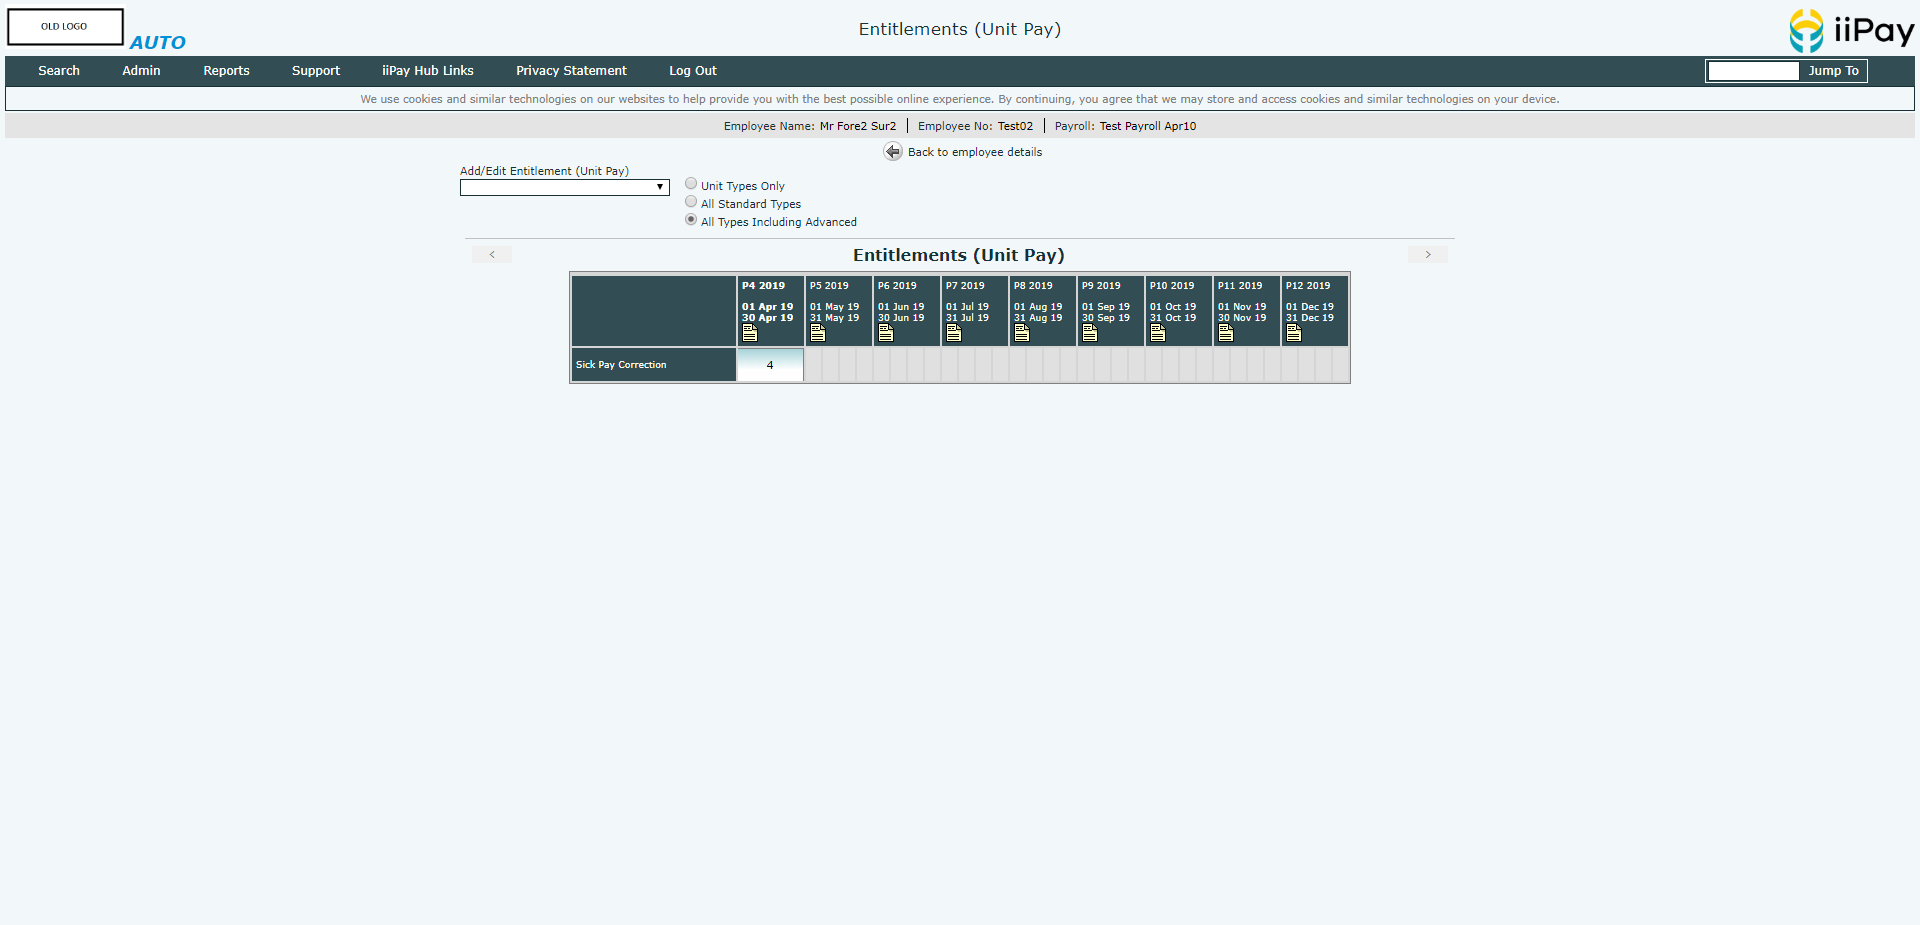 OLD LOGO
AUTO
Entitlements (Unit Pay)
iiPay
Search Admin Reports Support iiPay Hub Links Privacy Statement Log Out Jump To
We use cookies and similar technologies on our websites to help provide you with the best possible online experience. By continuing, you agree that we may store and access cookies and similar technologies on your device.
Employee Name: Mr Fore2 Sur2 Employee No: Test02 Payroll: Test Payroll Apr10
Back to employee details
Add/Edit Entitlement (Unit Pay)
Unit Types Only
All Standard Types
All Types Including Advanced
< Entitlements (Unit Pay) >
P4 2019 P5 2019 P6 2019 P7 2019 P8 2019 P9 2019 P10 2019 P11 2019 P12 2019
01 Apr 19 01 May 19 01 Jun 19 01 Jul 19 01 Aug 19 01 Sep 19 01 Oct 19 01 Nov 19 01 Dec 19
30 Apr 19 31 May 19 30 Jun 19 31 Jul 19 31 Aug 19 30 Sep 19 31 Oct 19 30 Nov 19 31 Dec 19
Sick Pay Correction 4